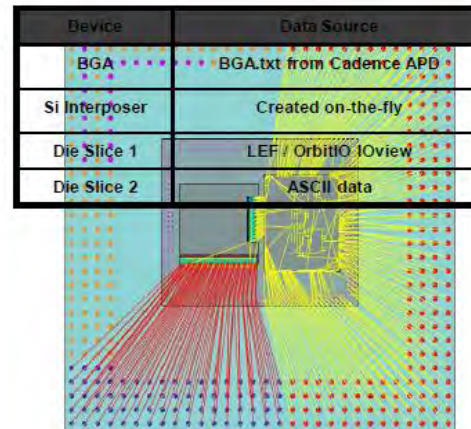 Device Data Source
BGA BGA.txt from Cadence APD
Si Interposer Created on-the-fly
Die Slice 1 LEF / OrbitIO IOview
Die Slice 2 ASCII data